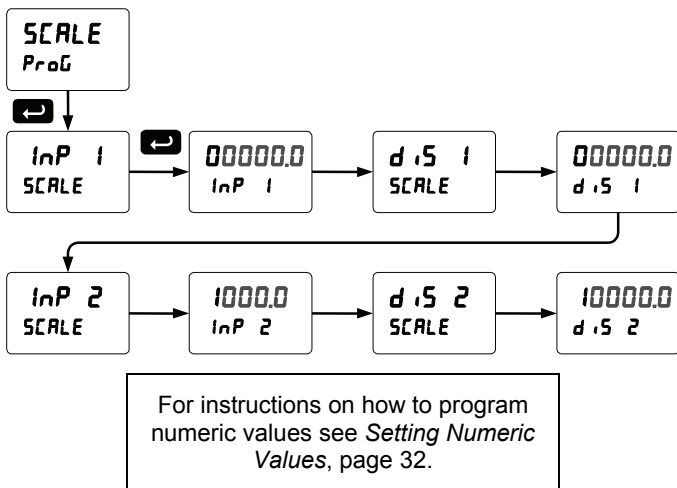 SCALE
ProG
InP 1
SCALE
00000.0
InP 1
diS 1
SCALE
00000.0
diS 1
InP 2
SCALE
1000.0
InP 2
diS 2
SCALE
10000.0
diS 2
For instructions on how to program
numeric values see Setting Numeric
Values, page 32.